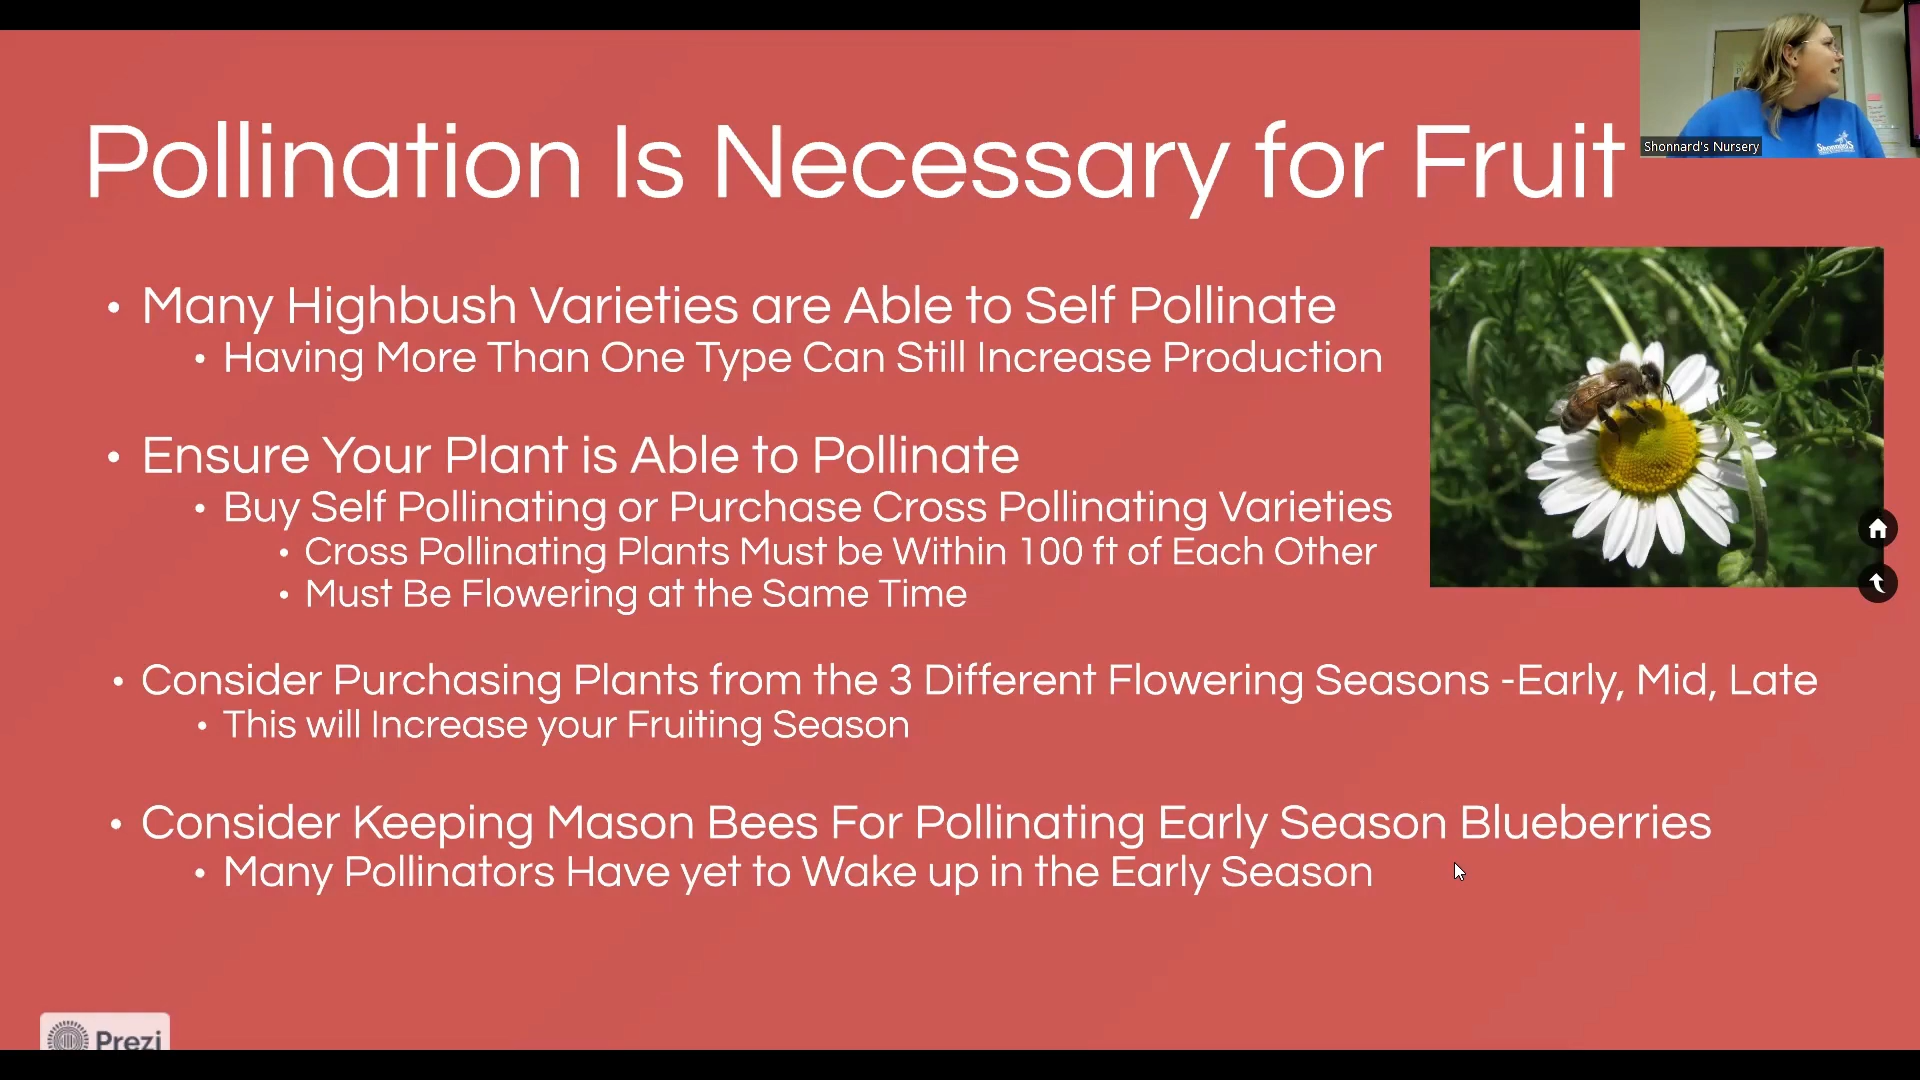 Pollination Is Necessary for Fruit
Shonnard's Nursery
Shonnard's
• Many Highbush Varieties are Able to Self Pollinate
• Having More Than One Type Can Still Increase Production
• Ensure Your Plant is Able to Pollinate
• Buy Self Pollinating or Purchase Cross Pollinating Varieties
• Cross Pollinating Plants Must be Within 100 ft of Each Other
• Must Be Flowering at the Same Time
• Consider Purchasing Plants from the 3 Different Flowering Seasons -Early, Mid, Late
• This will Increase your Fruiting Season
• Consider Keeping Mason Bees For Pollinating Early Season Blueberries
• Many Pollinators Have yet to Wake up in the Early Season
Prezi